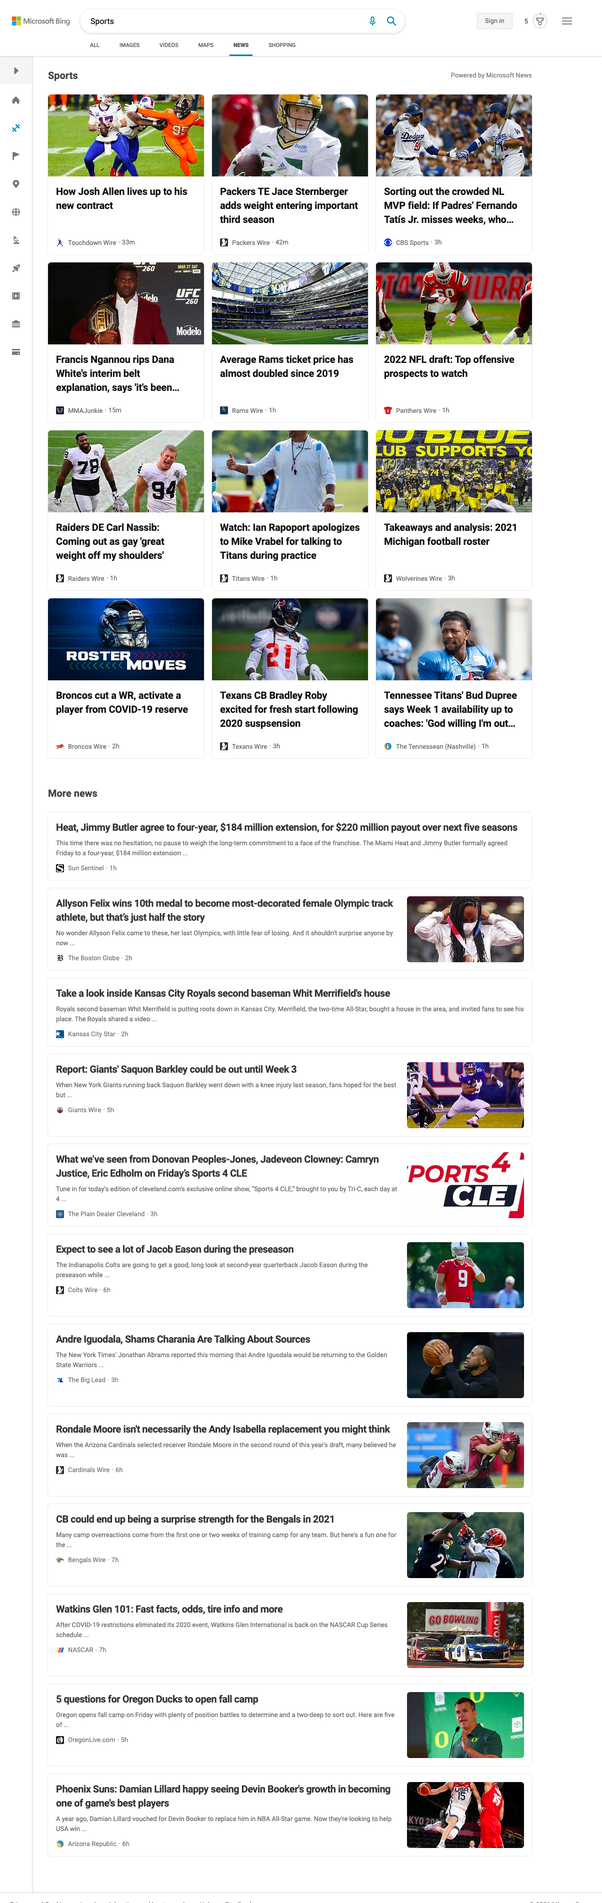 Microsoft Bing
Sports
Sign in
5
ALL IMAGES VIDEOS MAPS NEWS SHOPPING
Sports
Powered by Microsoft News
How Josh Allen lives up to his
new contract
Touchdown Wire · 33m
Packers TE Jace Sternberger
adds weight entering important
third season
Packers Wire · 42m
Sorting out the crowded NL
MVP field: If Padres' Fernando
Tatís Jr. misses weeks, who...
CBS Sports · 3h
Francis Ngannou rips Dana
White's interim belt
explanation, says 'it's been...
MMAJunkie · 15m
Average Rams ticket price has
almost doubled since 2019
Rams Wire · 1h
2022 NFL draft: Top offensive
prospects to watch
Panthers Wire · 1h
Raiders DE Carl Nassib:
Coming out as gay 'great
weight off my shoulders'
Raiders Wire · 1h
Watch: Ian Rapoport apologizes
to Mike Vrabel for talking to
Titans during practice
Titans Wire · 1h
Takeaways and analysis: 2021
Michigan football roster
Wolverines Wire · 3h
ROSTER
MOVES
Broncos cut a WR, activate a
player from COVID-19 reserve
Broncos Wire · 2h
Texans CB Bradley Roby
excited for fresh start following
2020 suspsension
Texans Wire · 3h
Tennessee Titans' Bud Dupree
says Week 1 availability up to
coaches: 'God willing I'm out...
The Tennessean (Nashville) · 1h
More news
Heat, Jimmy Butler agree to four-year, $184 million extension, for $220 million payout over next five seasons
This time there was no hesitation, no pause to weigh the long-term commitment to a face of the franchise. The Miami Heat and Jimmy Butler formally agreed
Friday to a four-year, $184 million extension ...
Sun Sentinel · 1h
Allyson Felix wins 10th medal to become most-decorated female Olympic track
athlete, but that's just half the story
No wonder Allyson Felix came to these, her last Olympics, with little fear of losing. And it shouldn't surprise anyone by
now ...
The Boston Globe · 2h
Take a look inside Kansas City Royals second baseman Whit Merrifield's house
Royals second baseman Whit Merrifield is putting roots down in Kansas City. Merrifield, the two-time All-Star, bought a house in the area, and invited fans to see his
place. The Royals shared a video ...
Kansas City Star · 2h
Report: Giants' Saquon Barkley could be out until Week 3
When New York Giants running back Saquon Barkley went down with a knee injury last season, fans hoped for the best
but ...
Giants Wire · 5h
What we've seen from Donovan Peoples-Jones, Jadeveon Clowney: Camryn
Justice, Eric Edholm on Friday's Sports 4 CLE
Tune in for today's edition of cleveland.com's exclusive online show, "Sports 4 CLE," brought to you by Tri-C, each day at
4 ...
The Plain Dealer Cleveland · 3h
PORTS 4
CLE
Expect to see a lot of Jacob Eason during the preseason
The Indianapolis Colts are going to get a good, long look at second-year quarterback Jacob Eason during the
preseason while ...
Colts Wire · 6h
Andre Iguodala, Shams Charania Are Talking About Sources
The New York Times' Jonathan Abrams reported this morning that Andre Iguodala would be returning to the Golden
State Warriors ...
The Big Lead · 3h
Rondale Moore isn't necessarily the Andy Isabella replacement you might think
When the Arizona Cardinals selected receiver Rondale Moore in the second round of this year's draft, many believed he
was ...
Cardinals Wire · 6h
CB could end up being a surprise strength for the Bengals in 2021
Many camp overreactions come from the first one or two weeks of training camp for any team. But here's a fun one for
the ...
Bengals Wire · 7h
Watkins Glen 101: Fast facts, odds, tire info and more
After COVID-19 restrictions eliminated its 2020 event, Watkins Glen International is back on the NASCAR Cup Series
schedule ...
NASCAR · 7h
GO BOWLING
5 questions for Oregon Ducks to open fall camp
Oregon opens fall camp on Friday with plenty of position battles to determine and a two-deep to sort out. Here are five
of ...
OregonLive.com · 5h
Phoenix Suns: Damian Lillard happy seeing Devin Booker's growth in becoming
one of game's best players
A year ago, Damian Lillard vouched for Devin Booker to replace him in NBA All-Star game. Now they're looking to help
USA win ...
Arizona Republic · 6h